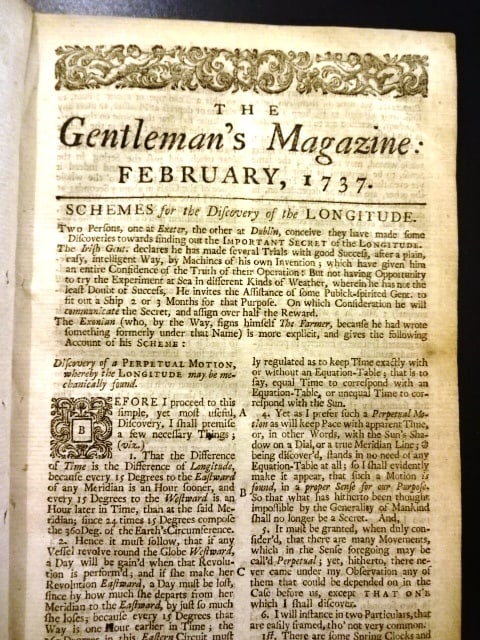 THE
Gentleman's Magazine:
FEBRUARY, 1737.
SCHEMES for the Discovery of the LONGITUDE.
TWO Persons, one at Exeter, the other at Dublin, conceive they have made some
Discoveries towards finding out the IMPORTANT SECRET of the LONGITUDE.
The Irish Gent. declares he has made several Trials with good Success, after a plain,
easy, intelligent Way, by Machines of his own Invention; which have given him
an entire Confidence of the Truth of their Operation: But not having Opportunity
to try the Experiment at Sea in different Kinds of Weather, wherein he has not the
least Doubt of Success, He invites the Assistance of some Publick-spirited Gent. to
fit out a Ship 2 or 3 Months for that Purpose. On which Consideration he will
communicate the Secret, and assign over half the Reward.
The Exonian (who, by the Way, signs himself The Farmer, because he had wrote
something formerly under that Name) is more explicit, and gives the following
Account of his SCHEME:
Discovery of a PERPETUAL MOTION,
whereby the LONGITUDE may be me-
chanically found.
BEFORE I proceed to this
simple, yet most useful,
Discovery, I shall premise
a few necessary Things;
(viz.)
1. That the Difference
of Time is the Difference of Longitude,
because every 15 Degrees to the Eastward
of any Meridian is an Hour sooner, and
every 15 Degrees to the Westward is an
Hour later in Time, than at the said Me-
ridian; since 24 times 15 Degrees compose
the 360 Deg. of the Earth's Circumference.
2. Hence it must follow, that if any
Vessel revolve round the Globe Westward,
a Day will be gain'd when that Revolu-
tion is perform'd; and if she make her
Revolution Eastward, a Day must be lost,
since by how much she departs from her
Meridian to the Eastward, by just so much
she loses; because every 15 Degrees that
Way is one Hour earlier in Time; the
in this Eastern Circuit must
A
B
C
ly regulated as to keep Time exactly with
or without an Equation-Table; that is to
say, equal Time to correspond with an
Equation-Table, or unequal Time to cor-
respond with the Sun.
4. Yet as I prefer such a Perpetual Mo-
tion as will keep Pace with apparent Time,
or, in other Words, with the Sun's Sha-
dow on a Dial, or a true Meridian Line; &
being discover'd, stands in no need of any
Equation-Table at all; so I shall evidently
make it appear, that such a Motion is
found, in a proper Sense for our Purpose.
So that what has hitherto been thought
impossible by the Generality of Mankind
shall no longer be a Secret. And,
5. It must be granted, when duly con-
sider'd, that there are many Movements,
which in the Sense foregoing may be
call'd Perpetual; yet, hitherto, there ne-
ver came under my Observation any of
them that could be depended on in the
Case before us, except THAT ONE
which I shall discover.
6. I will instance in two Particulars, that
are easily turned, tho' not very common.
1st. There are some Spring Clocks and